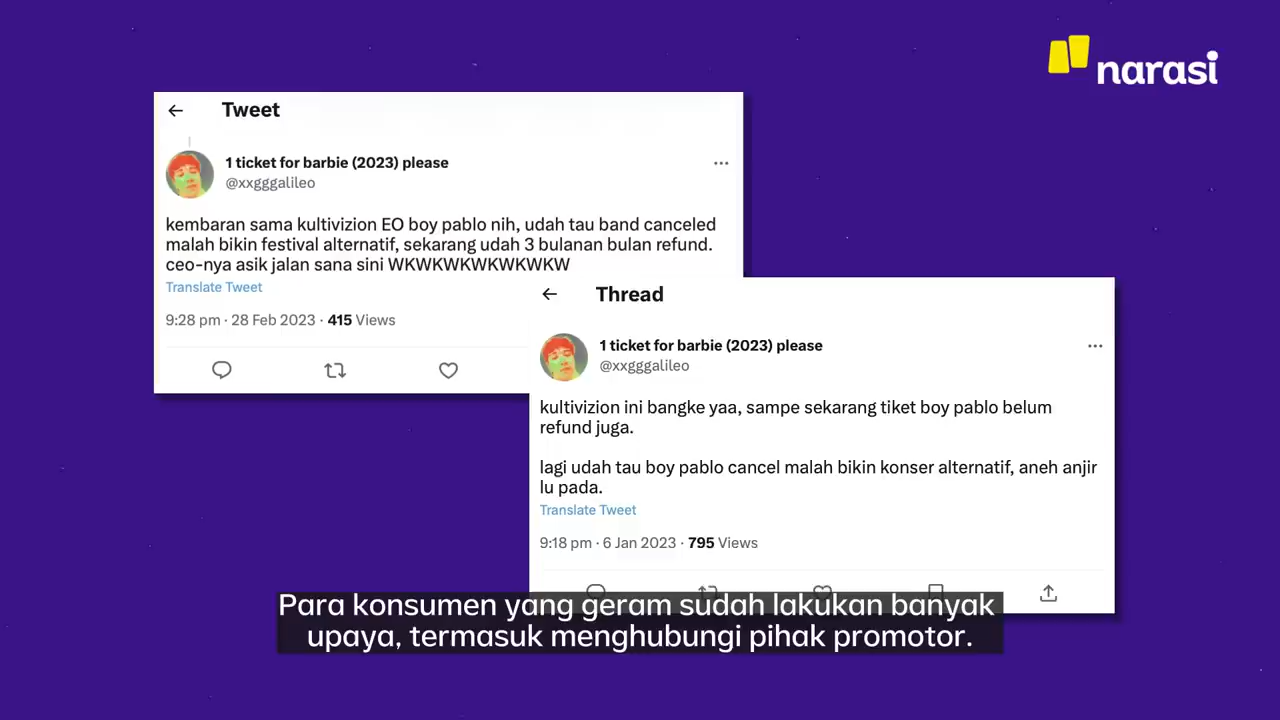 narasi
Tweet
1 ticket for barbie (2023) please
@xxgggalileo
kembaran sama kultivizion EO boy pablo nih, udah tau band canceled
malah bikin festival alternatif, sekarang udah 3 bulanan bulan refund.
ceo-nya asik jalan sana sini WKWKWKWKWKWKW
Translate Tweet
9:28 pm · 28 Feb 2023 · 415 Views
Thread
1 ticket for barbie (2023) please
@xxgggalileo
kultivizion ini bangke yaa, sampe sekarang tiket boy pablo belum
refund juga.
lagi udah tau boy pablo cancel malah bikin konser alternatif, aneh anjir
lu pada.
Translate Tweet
9:18 pm · 6 Jan 2023 · 795 Views
Para konsumen yang geram sudah lakukan banyak
upaya, termasuk menghubungi pihak promotor.